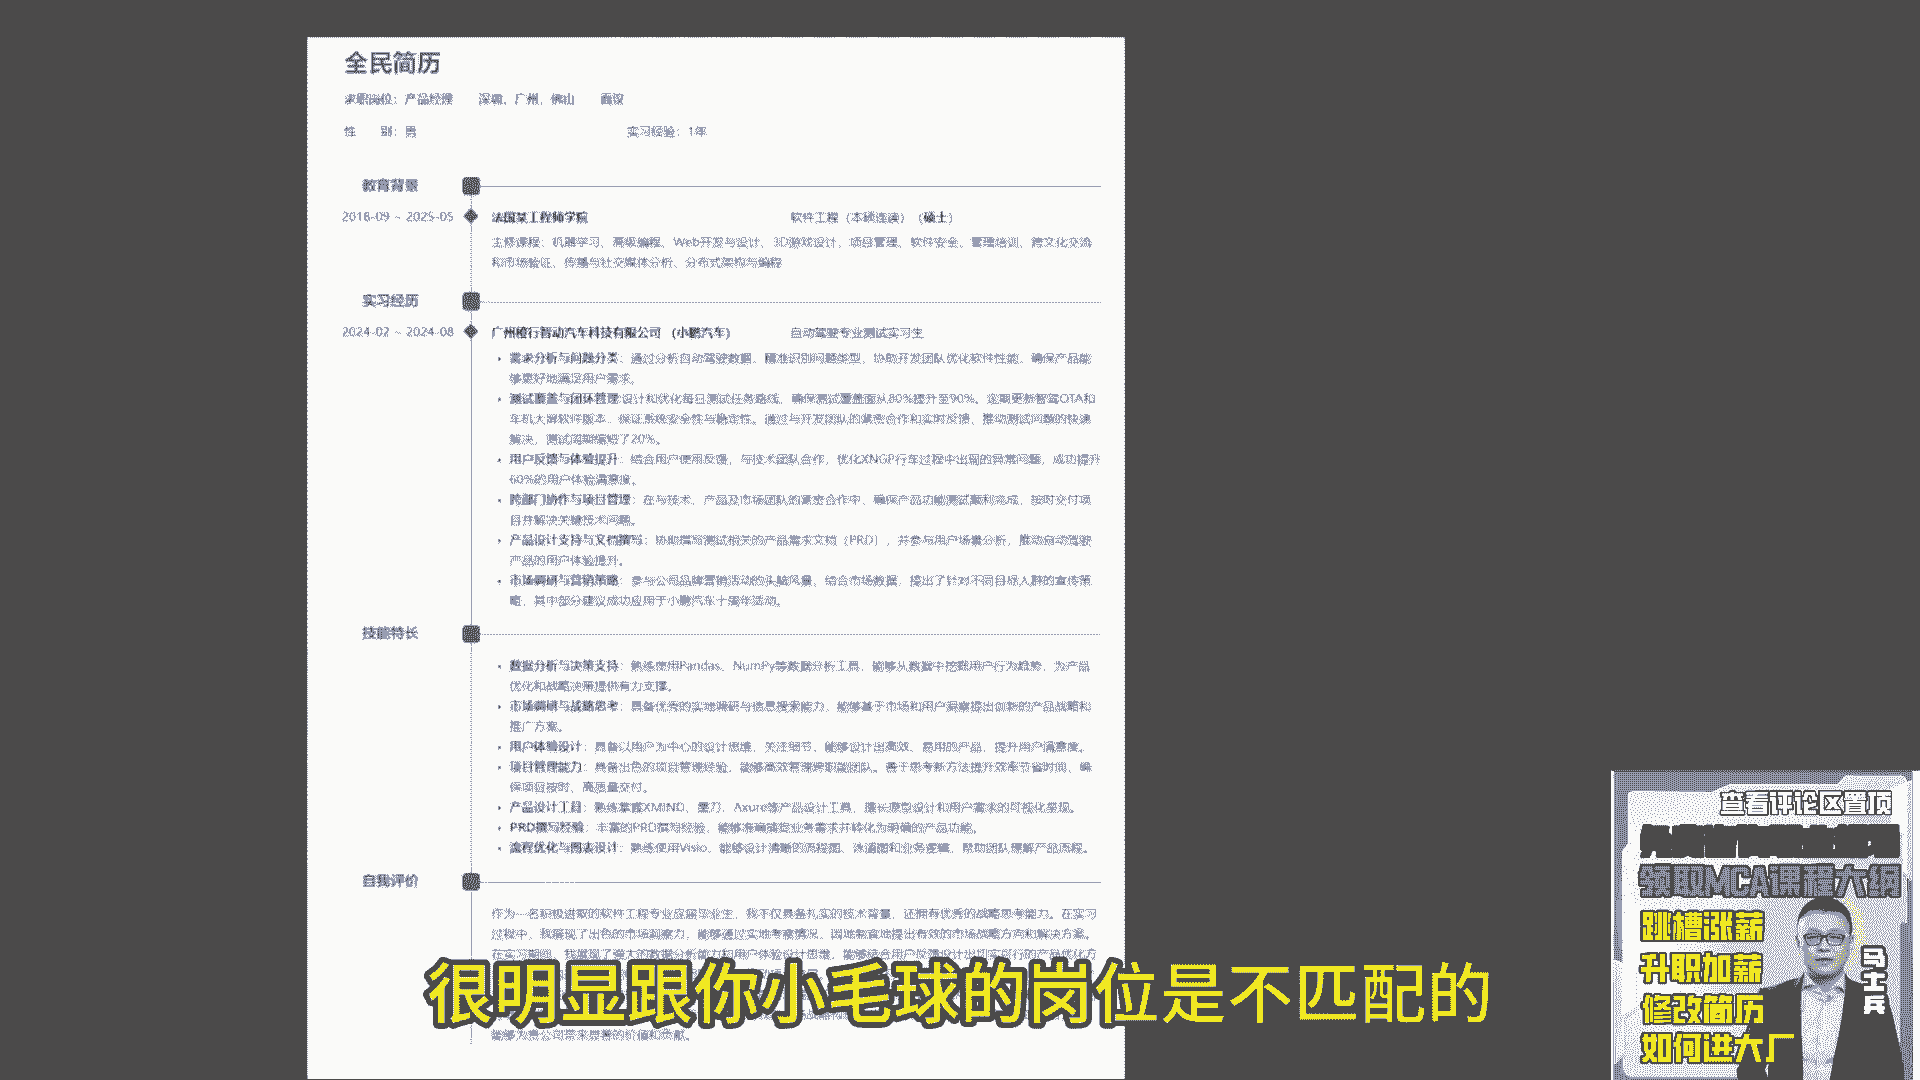 全民简历
求职岗位：产品经理 深圳、广州、佛山 面议
性 别：男 实习经验：1年
教育背景
2018-09 ~ 2025-05 法国某工程师学院 软件工程（本硕连读）（硕士）
主修课程：机器学习、高级编程、Web开发与设计、3D游戏设计、项目管理、软件安全、管理培训、跨文化交流
和市场验证、传播与社交媒体分析、分布式架构与编程
实习经历
2024-02 ~ 2024-08 广州橙行智动汽车科技有限公司（小鹏汽车） 自动驾驶专业测试实习生
• 需求分析与问题分类：通过分析自动驾驶数据，精准识别问题类型，协助开发团队优化软件性能，确保产品能
够更好地满足用户需求。
• 测试覆盖与闭环管理：设计和优化每日测试任务路线，确保测试覆盖面从80%提升至90%。定期更新智驾OTA和
车机大屏软件版本，保证系统安全性与稳定性。通过与开发团队的紧密合作和实时反馈，推动测试问题的快速
解决，测试周期缩短了20%。
• 用户反馈与体验提升：结合用户使用反馈，与技术团队合作，优化XNGP行车过程中出现的异常问题，成功提升
60%的用户体验满意度。
• 跨部门协作与项目管理：在与技术、产品及市场团队的紧密合作中，确保产品功能测试顺利完成，按时交付项
目并解决关键技术问题。
• 产品设计支持与文档撰写：协助撰写测试相关的产品需求文档（PRD），并参与用户场景分析，推动自动驾驶
产品的用户体验提升。
• 市场调研与营销策略：参与公司品牌营销活动的头脑风暴，结合市场数据，提出了针对不同目标人群的宣传策
略，其中部分建议成功应用于小鹏汽车十周年活动。
技能特长
• 数据分析与决策支持：熟练使用Pandas、NumPy等数据分析工具，能够从数据中挖掘用户行为趋势，为产品
优化和战略决策提供有力支撑。
• 市场调研与战略思考：具备优秀的实地调研与信息搜索能力，能够基于市场和用户洞察提出创新的产品战略和
推广方案。
• 用户体验设计：具备以用户为中心的设计思维，关注细节，能够设计出高效、易用的产品，提升用户满意度。
• 项目管理能力：具备出色的项目管理经验，能够高效管理跨职能团队。善于思考新方法提升效率节省时间，确
保项目按时、高质量交付。
• 产品设计工具：熟练掌握XMIND、墨刀、Axure等产品设计工具，擅长原型设计和用户需求的可视化呈现。
• PRD撰写经验：丰富的PRD撰写经验，能够准确捕捉业务需求并转化为明确的产品功能。
• 流程优化与图表设计：熟练使用Visio，能够设计清晰的流程图、泳道图和业务逻辑，帮助团队理解产品流程。
自我评价
作为一名积极进取的软件工程专业应届毕业生，我不仅具备扎实的技术背景，还拥有优秀的战略思考能力。在实习
过程中，我展现了出色的市场洞察力，能够通过实地考察情况，因地制宜地提出有效的市场战略方向和解决方案。
在实习期间，我展现了强大的数据分析能力和用户体验设计思维，能够结合用户反馈设计出切实可行的产品优化方
能够为贵公司带来显著的价值和贡献。
很明显跟你小毛球的岗位是不匹配的
查看评论区置顶
领取MCA课程大纲
跳槽涨薪
升职加薪
修改简历
如何进大厂
马士兵